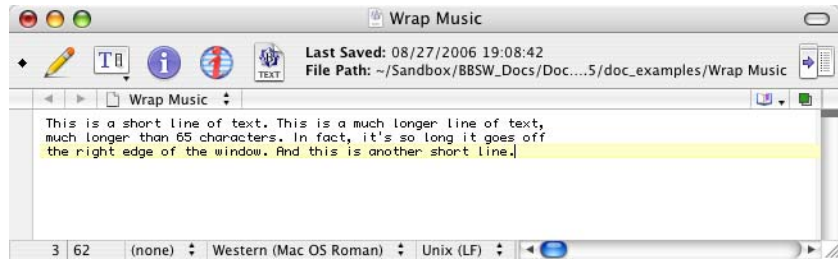 Wrap Music
Last Saved: 08/27/2006 19:08:42
File Path: ~/Sandbox/BBSW_Docs/Doc....5/doc_examples/Wrap Music
T
TEXT
Wrap Music
This is a short line of text. This is a much longer line of text,
much longer than 65 characters. In fact, it's so long it goes off
the right edge of the window. And this is another short line.
3 62 (none) Western (Mac OS Roman) Unix (LF)